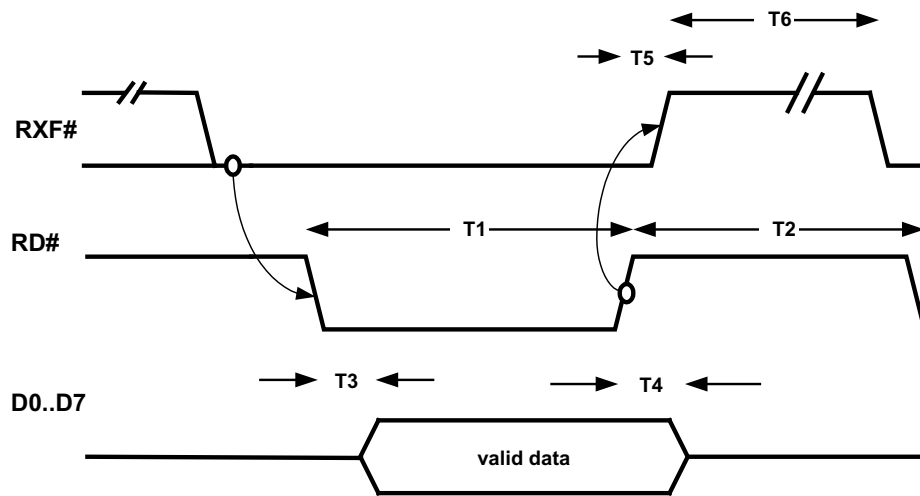 T6
T5
RXF#
T1
T2
RD#
T3
T4
D0..D7
valid data